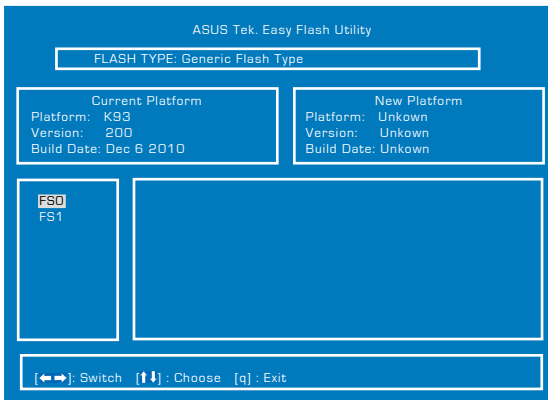 ASUS Tek. Easy Flash Utility
FLASH TYPE: Generic Flash Type
Current Platform
Platform: K93
Version: 200
Build Date: Dec 6 2010
New Platform
Platform: Unkown
Version: Unkown
Build Date: Unkown
FS0
FS1
[←→]: Switch [↑↓] : Choose [q] : Exit